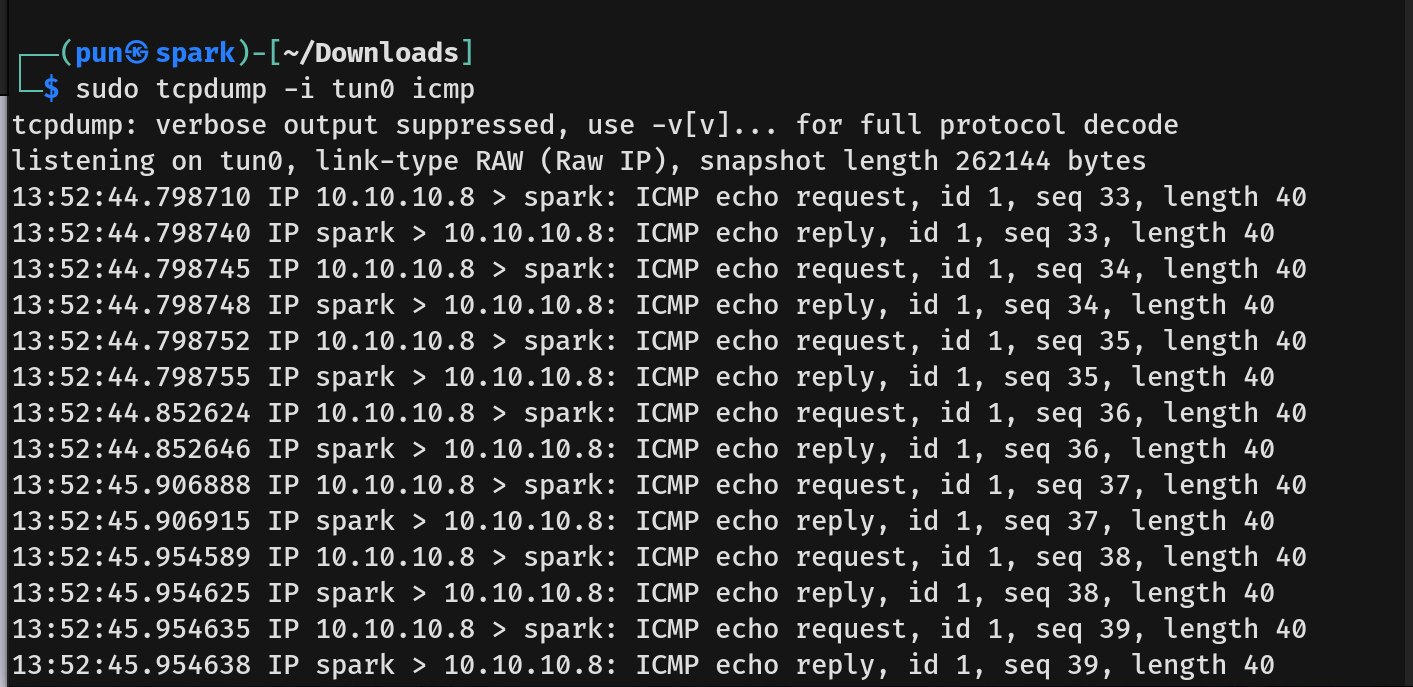 ┌──(pun㉿spark)-[~/Downloads]
└─$ sudo tcpdump -i tun0 icmp
tcpdump: verbose output suppressed, use -v[v]... for full protocol decode
listening on tun0, link-type RAW (Raw IP), snapshot length 262144 bytes
13:52:44.798710 IP 10.10.10.8 > spark: ICMP echo request, id 1, seq 33, length 40
13:52:44.798740 IP spark > 10.10.10.8: ICMP echo reply, id 1, seq 33, length 40
13:52:44.798745 IP 10.10.10.8 > spark: ICMP echo request, id 1, seq 34, length 40
13:52:44.798748 IP spark > 10.10.10.8: ICMP echo reply, id 1, seq 34, length 40
13:52:44.798752 IP 10.10.10.8 > spark: ICMP echo request, id 1, seq 35, length 40
13:52:44.798755 IP spark > 10.10.10.8: ICMP echo reply, id 1, seq 35, length 40
13:52:44.852624 IP 10.10.10.8 > spark: ICMP echo request, id 1, seq 36, length 40
13:52:44.852646 IP spark > 10.10.10.8: ICMP echo reply, id 1, seq 36, length 40
13:52:45.906888 IP 10.10.10.8 > spark: ICMP echo request, id 1, seq 37, length 40
13:52:45.906915 IP spark > 10.10.10.8: ICMP echo reply, id 1, seq 37, length 40
13:52:45.954589 IP 10.10.10.8 > spark: ICMP echo request, id 1, seq 38, length 40
13:52:45.954625 IP spark > 10.10.10.8: ICMP echo reply, id 1, seq 38, length 40
13:52:45.954635 IP 10.10.10.8 > spark: ICMP echo request, id 1, seq 39, length 40
13:52:45.954638 IP spark > 10.10.10.8: ICMP echo reply, id 1, seq 39, length 40